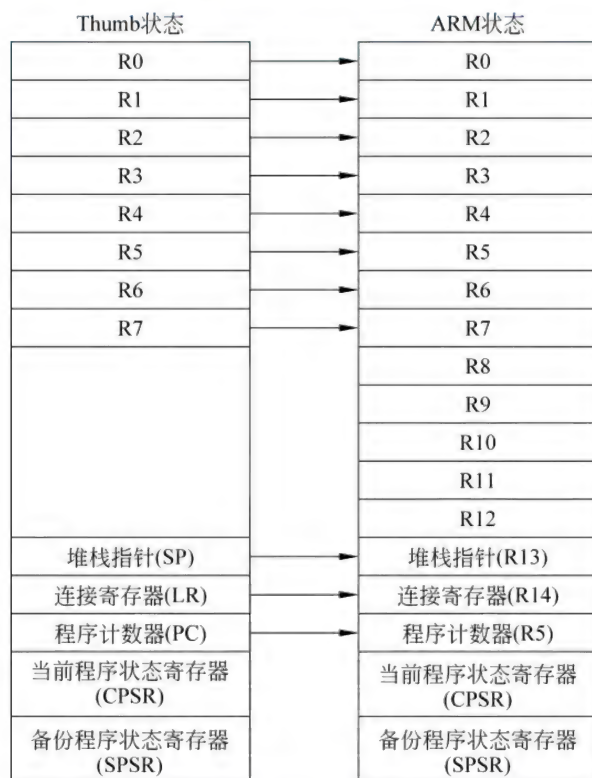 Thumb状态 ARM状态
R0 R0
R1 R1
R2 R2
R3 R3
R4 R4
R5 R5
R6 R6
R7 R7
R8
R9
R10
R11
R12
堆栈指针(SP) 堆栈指针(R13)
连接寄存器(LR) 连接寄存器(R14)
程序计数器(PC) 程序计数器(R5)
当前程序状态寄存器 当前程序状态寄存器
(CPSR) (CPSR)
备份程序状态寄存器 备份程序状态寄存器
(SPSR) (SPSR)